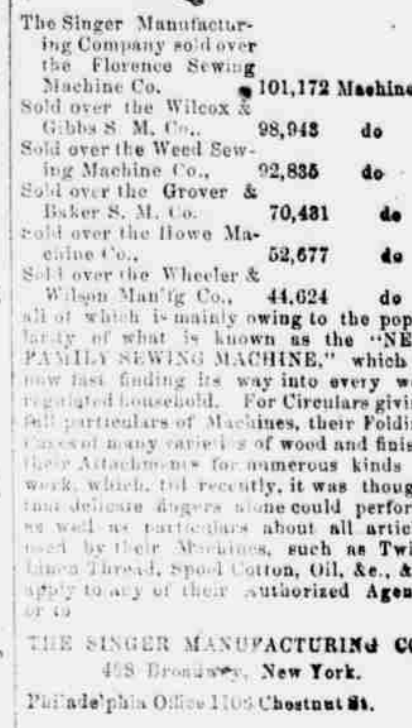 The Singer Manufactur-
ing Company sold over
the Florence Sewing
Machine Co. 101,172 Machine
Sold over the Wilcox &
Gibbs S M. Co., 98,943 do
Sold over the Weed Sew-
ing Machine Co., 92,835 do
Sold over the Grover &
Baker S. M. Co. 70,431 do
Sold over the Howe Ma-
chine Co., 52,677 do
Sold over the Wheeler &
Wilson Man'fg Co., 44,624 do
all of which is mainly owing to the pop
larity of what is known as the "NE
FAMILY SEWING MACHINE," which
now fast finding its way into every w
regulated household. For Circulars givi
full particulars of Machines, their Foldi
Cases of many varieties of wood and finis
their Attachments for numerous kinds
work, which, till recently, it was thoug
that delicate fingers alone could perfor
as well as particulars about all artic
used by their Machines, such as Twi
Linen Thread, Spool Cotton, Oil, &c., &
apply to any of their Authorized Agen
or to
THE SINGER MANUFACTURING CO
458 Broadway, New York.
Philadelphia Office 1106 Chestnut St.